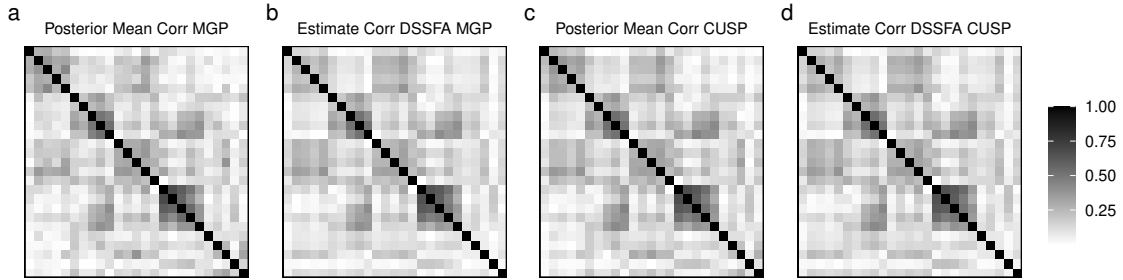 a
Posterior Mean Corr MGP
b
Estimate Corr DSSFA MGP
c
Posterior Mean Corr CUSP
d
Estimate Corr DSSFA CUSP
1.00
0.75
0.50
0.25